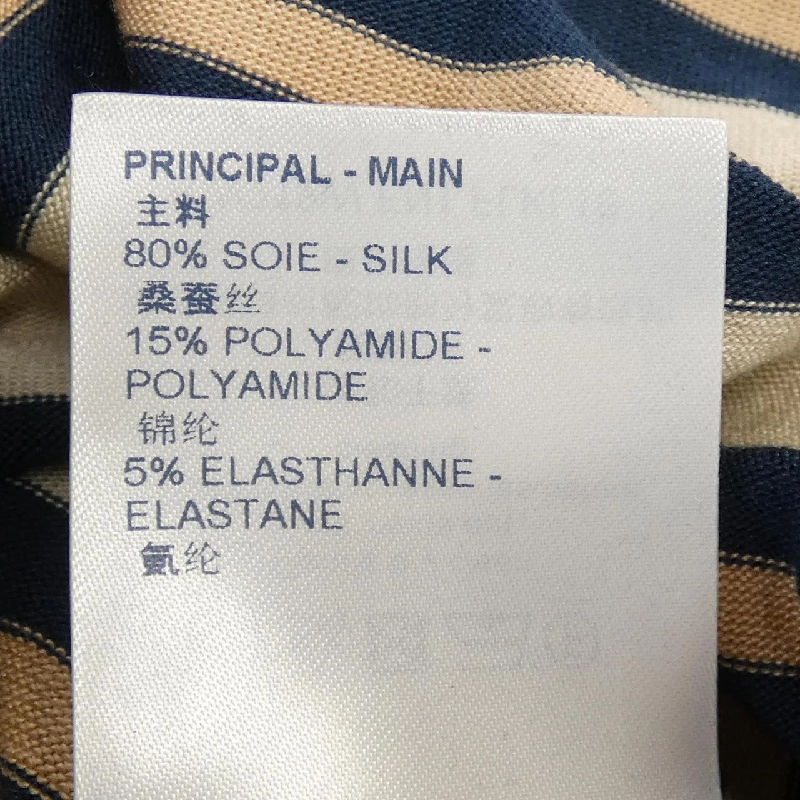 PRINCIPAL - MAIN
主料
80% SOIE - SILK
桑蚕丝
15% POLYAMIDE -
POLYAMIDE
锦纶
5% ELASTHANNE -
ELASTANE
氨纶